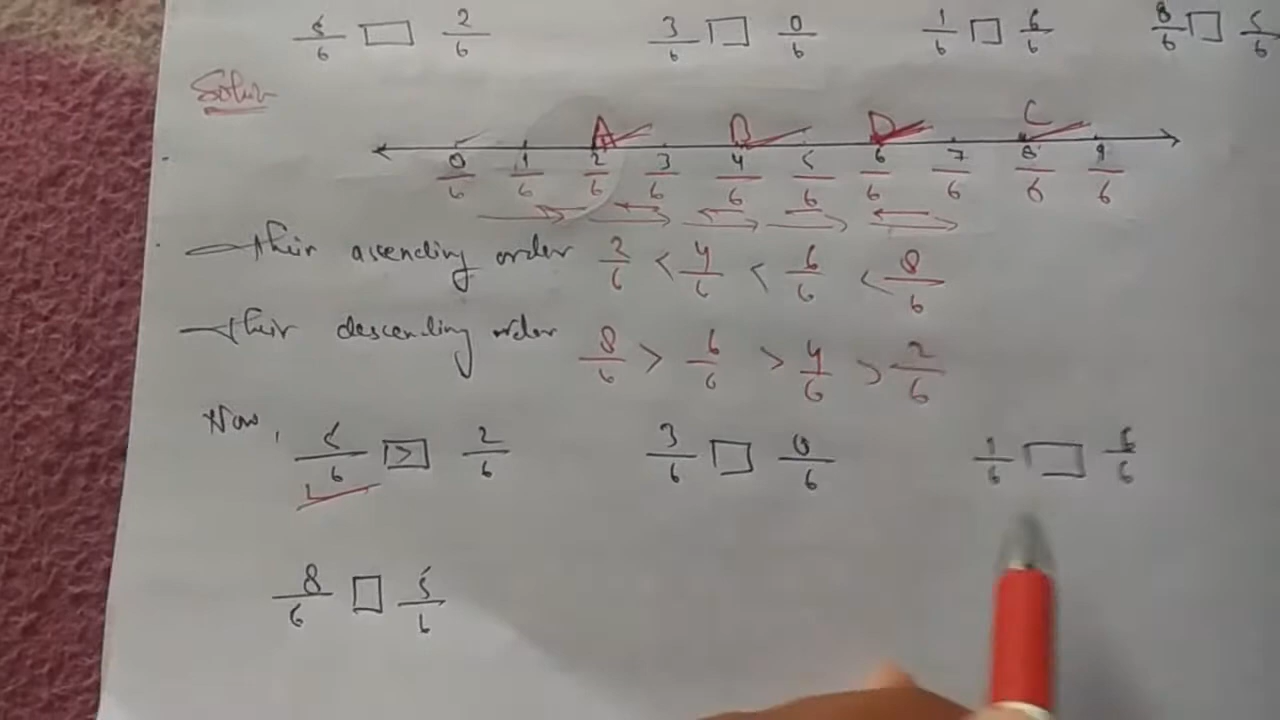 5/6 □ 2/6 3/6 □ 0/6 1/6 □ 6/6 8/6 □ 5/6
Solun
A B D C
0/6 1/6 2/6 3/6 4/6 5/6 6/6 7/6 8/6 9/6
→ Their ascending order 2/6 < 4/6 < 6/6 < 8/6
→ Their descending order 8/6 > 6/6 > 4/6 > 2/6
Now, 5/6 [>] 2/6 3/6 □ 0/6 1/6 □ 6/6
8/6 □ 5/6